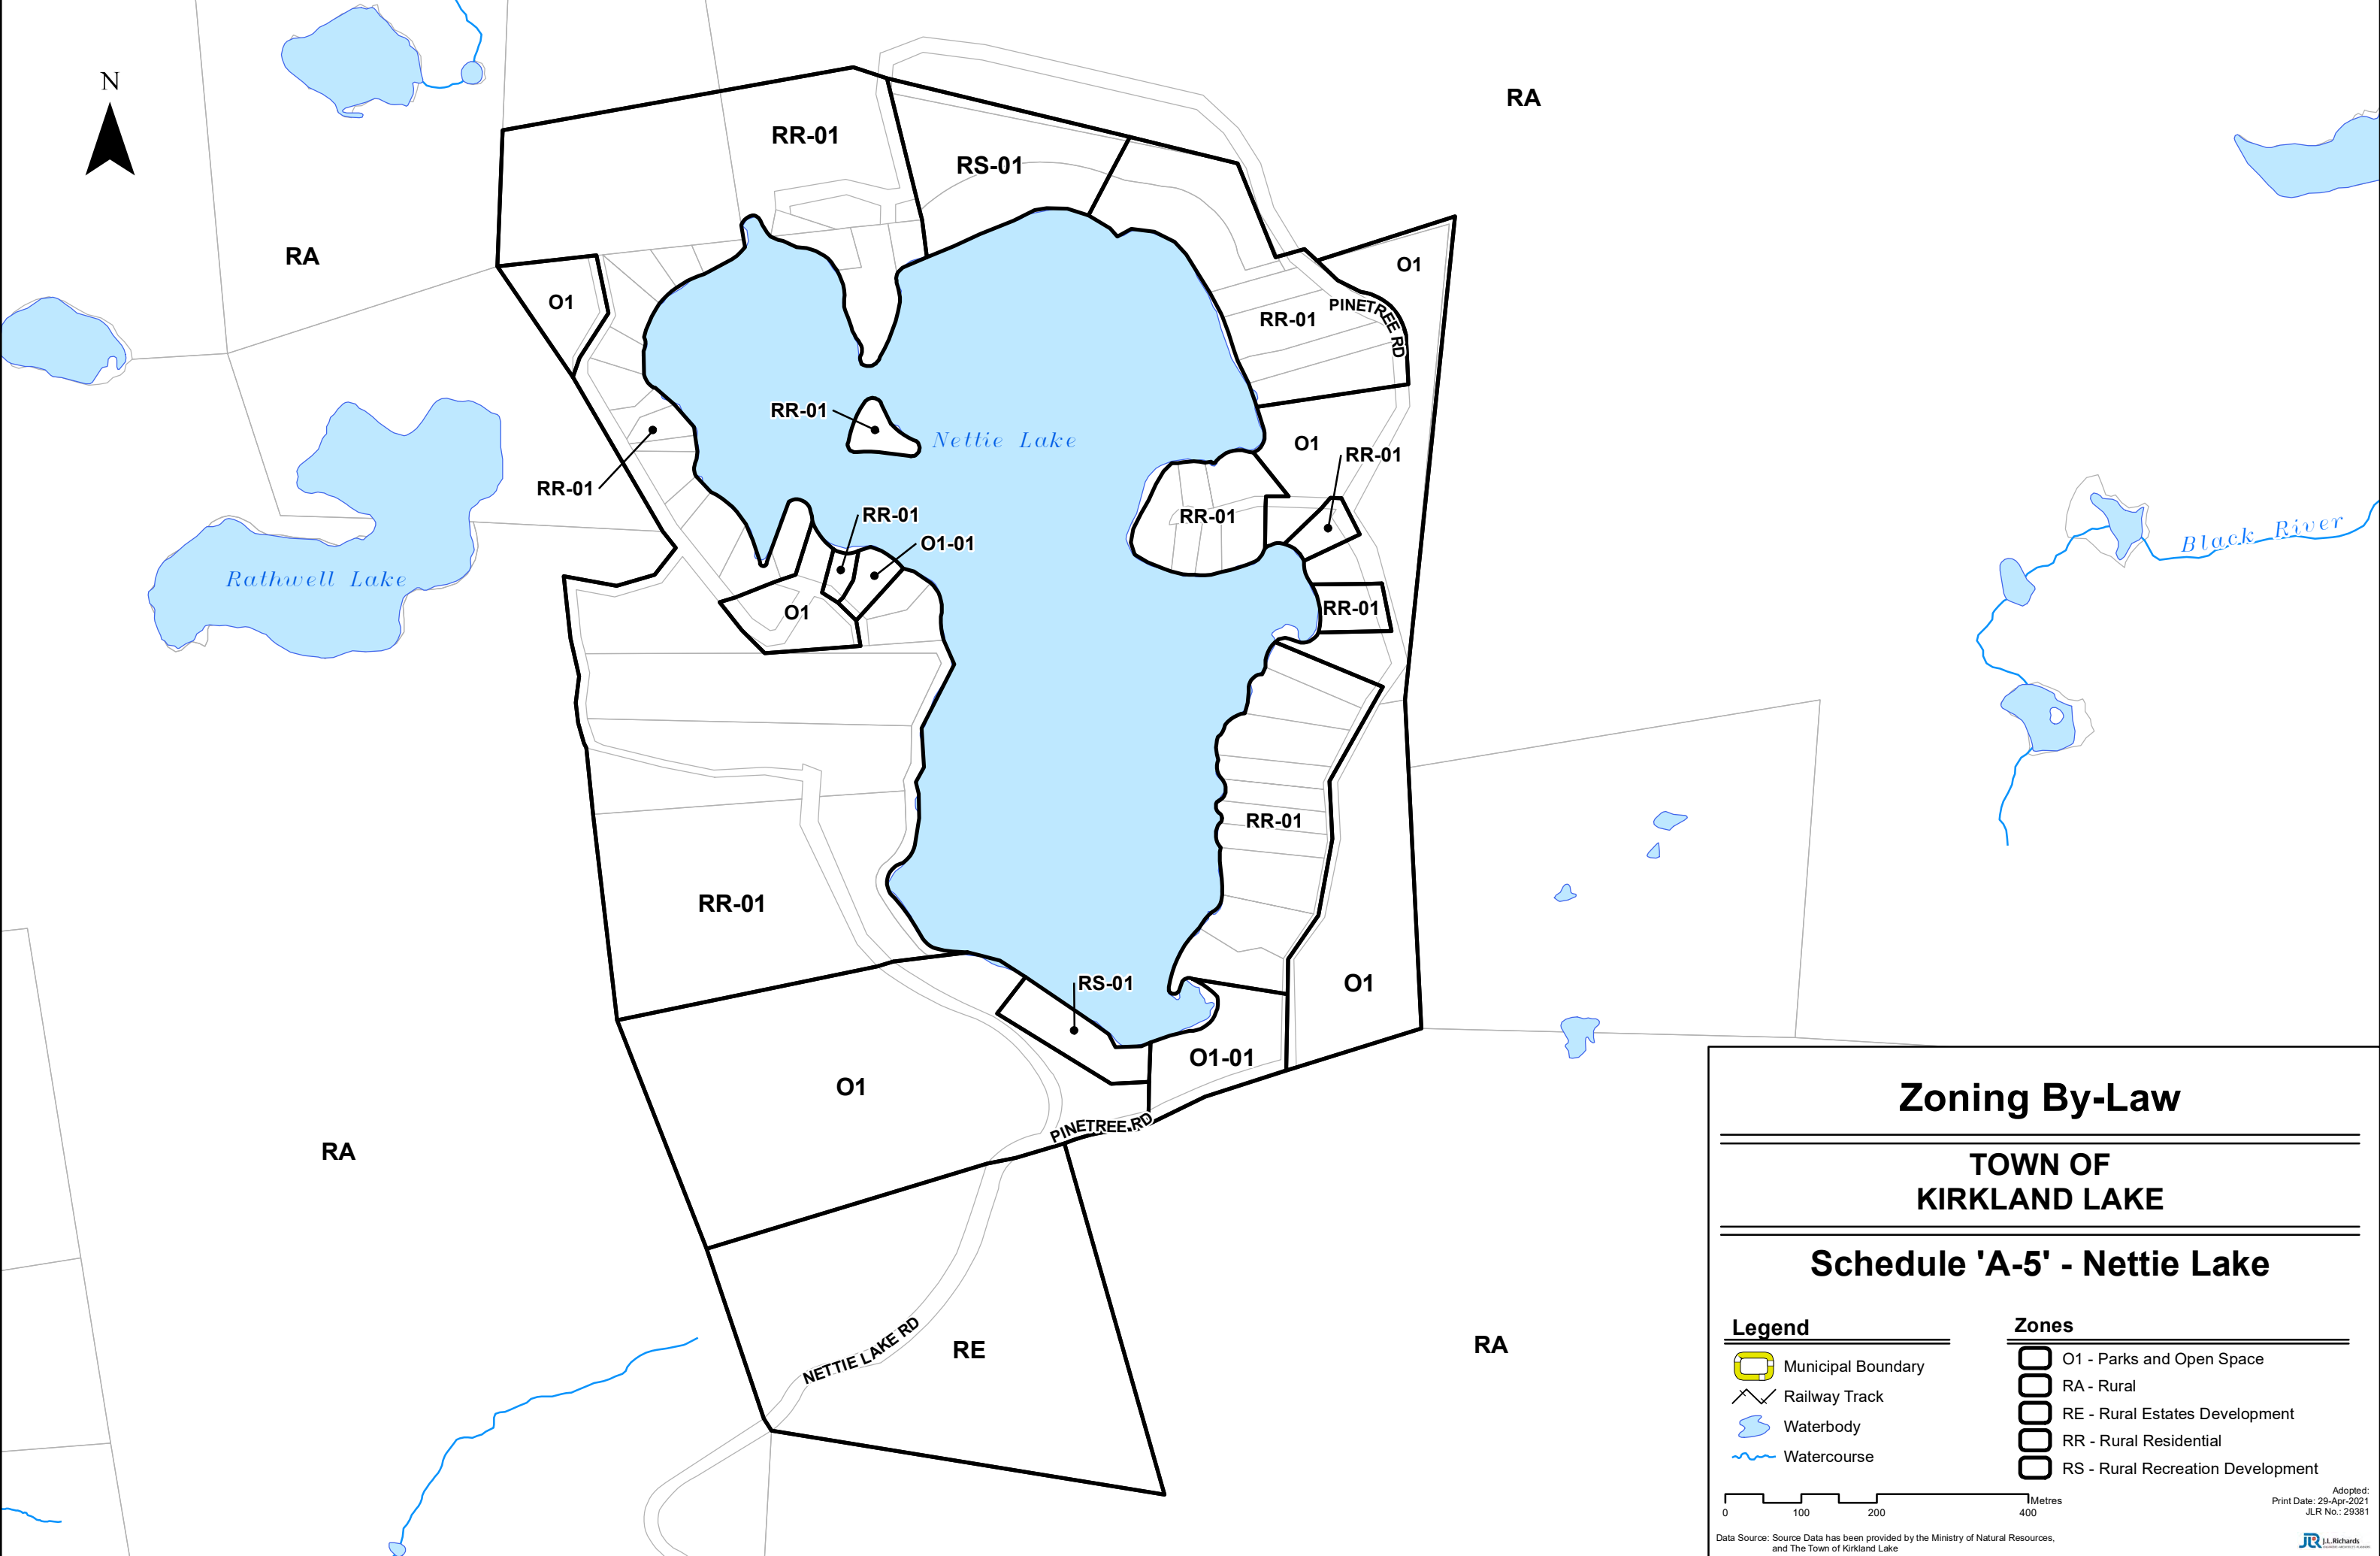 N
RA
RR-01
RS-01
RA
O1
O1
RR-01
PINETREE RD
RR-01
Nettie Lake
O1
RR-01
RR-01
RR-01
RR-01
O1-01
Black River
Rathwell Lake
O1
RR-01
RR-01
RR-01
RS-01
O1
O1-01
O1
PINETREE RD
RA
NETTIE LAKE RD
RE
RA
Zoning By-Law
TOWN OF
KIRKLAND LAKE
Schedule 'A-5' - Nettie Lake
Legend
Municipal Boundary
Railway Track
Waterbody
Watercourse
Zones
O1 - Parks and Open Space
RA - Rural
RE - Rural Estates Development
RR - Rural Residential
RS - Rural Recreation Development
Metres
0 100 200 400
Adopted:
Print Date: 29-Apr-2021
JLR No.: 29381
Data Source: Source Data has been provided by the Ministry of Natural Resources,
and The Town of Kirkland Lake
JLR J.L.Richards